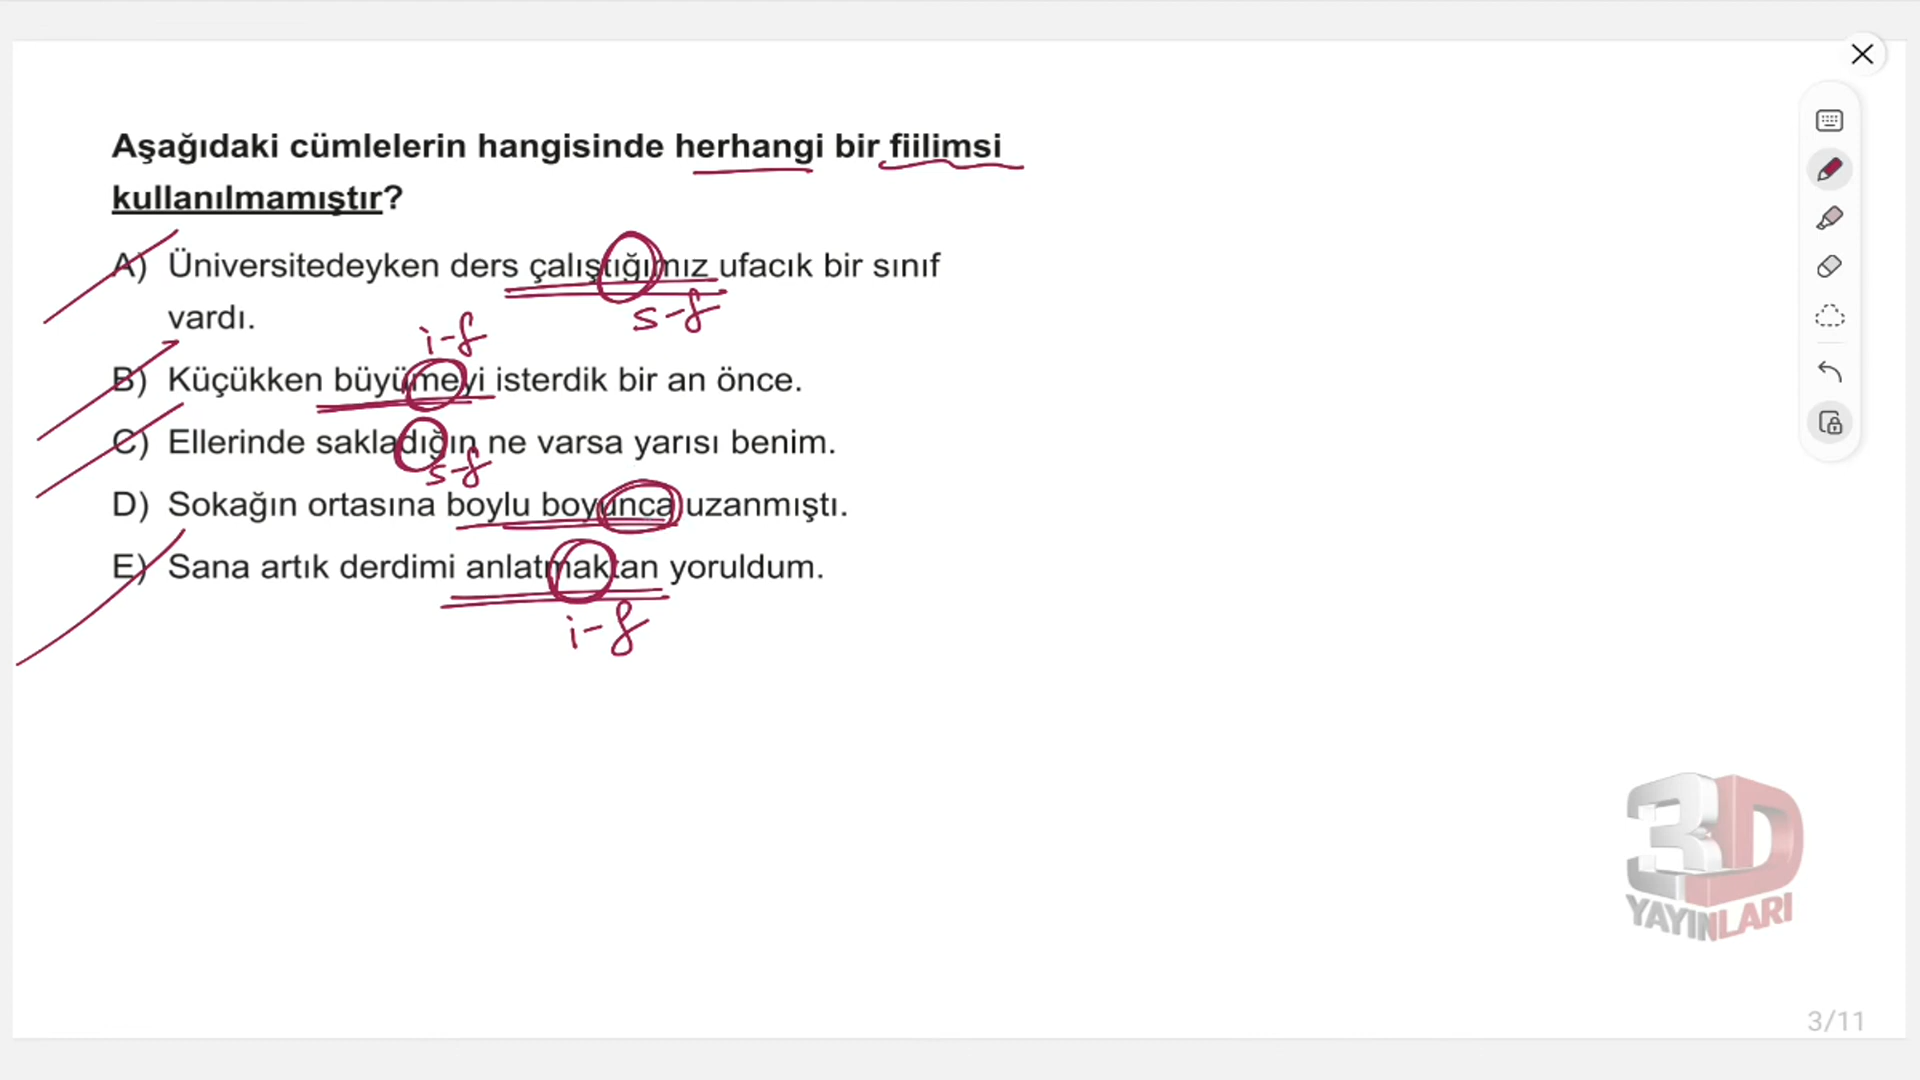 Aşağıdaki cümlelerin hangisinde herhangi bir fiilimsi
kullanılmamıştır?
A) Üniversitedeyken ders çalıştığımız ufacık bir sınıf
s-f
vardı.
i-f
B) Küçükken büyümeyi isterdik bir an önce.
C) Ellerinde sakladığın ne varsa yarısı benim.
s-f
D) Sokağın ortasına boylu boyunca uzanmıştı.
E) Sana artık derdimi anlatmaktan yoruldum.
i-f
3D
YAYINLARI
3/11